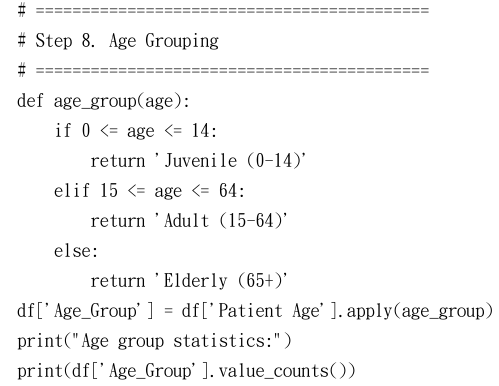 # ==========================================
# Step 8. Age Grouping
# ==========================================
def age_group(age):
    if 0 <= age <= 14:
        return 'Juvenile (0-14)'
    elif 15 <= age <= 64:
        return 'Adult (15-64)'
    else:
        return 'Elderly (65+)'
df['Age_Group'] = df['Patient Age'].apply(age_group)
print("Age group statistics:")
print(df['Age_Group'].value_counts())